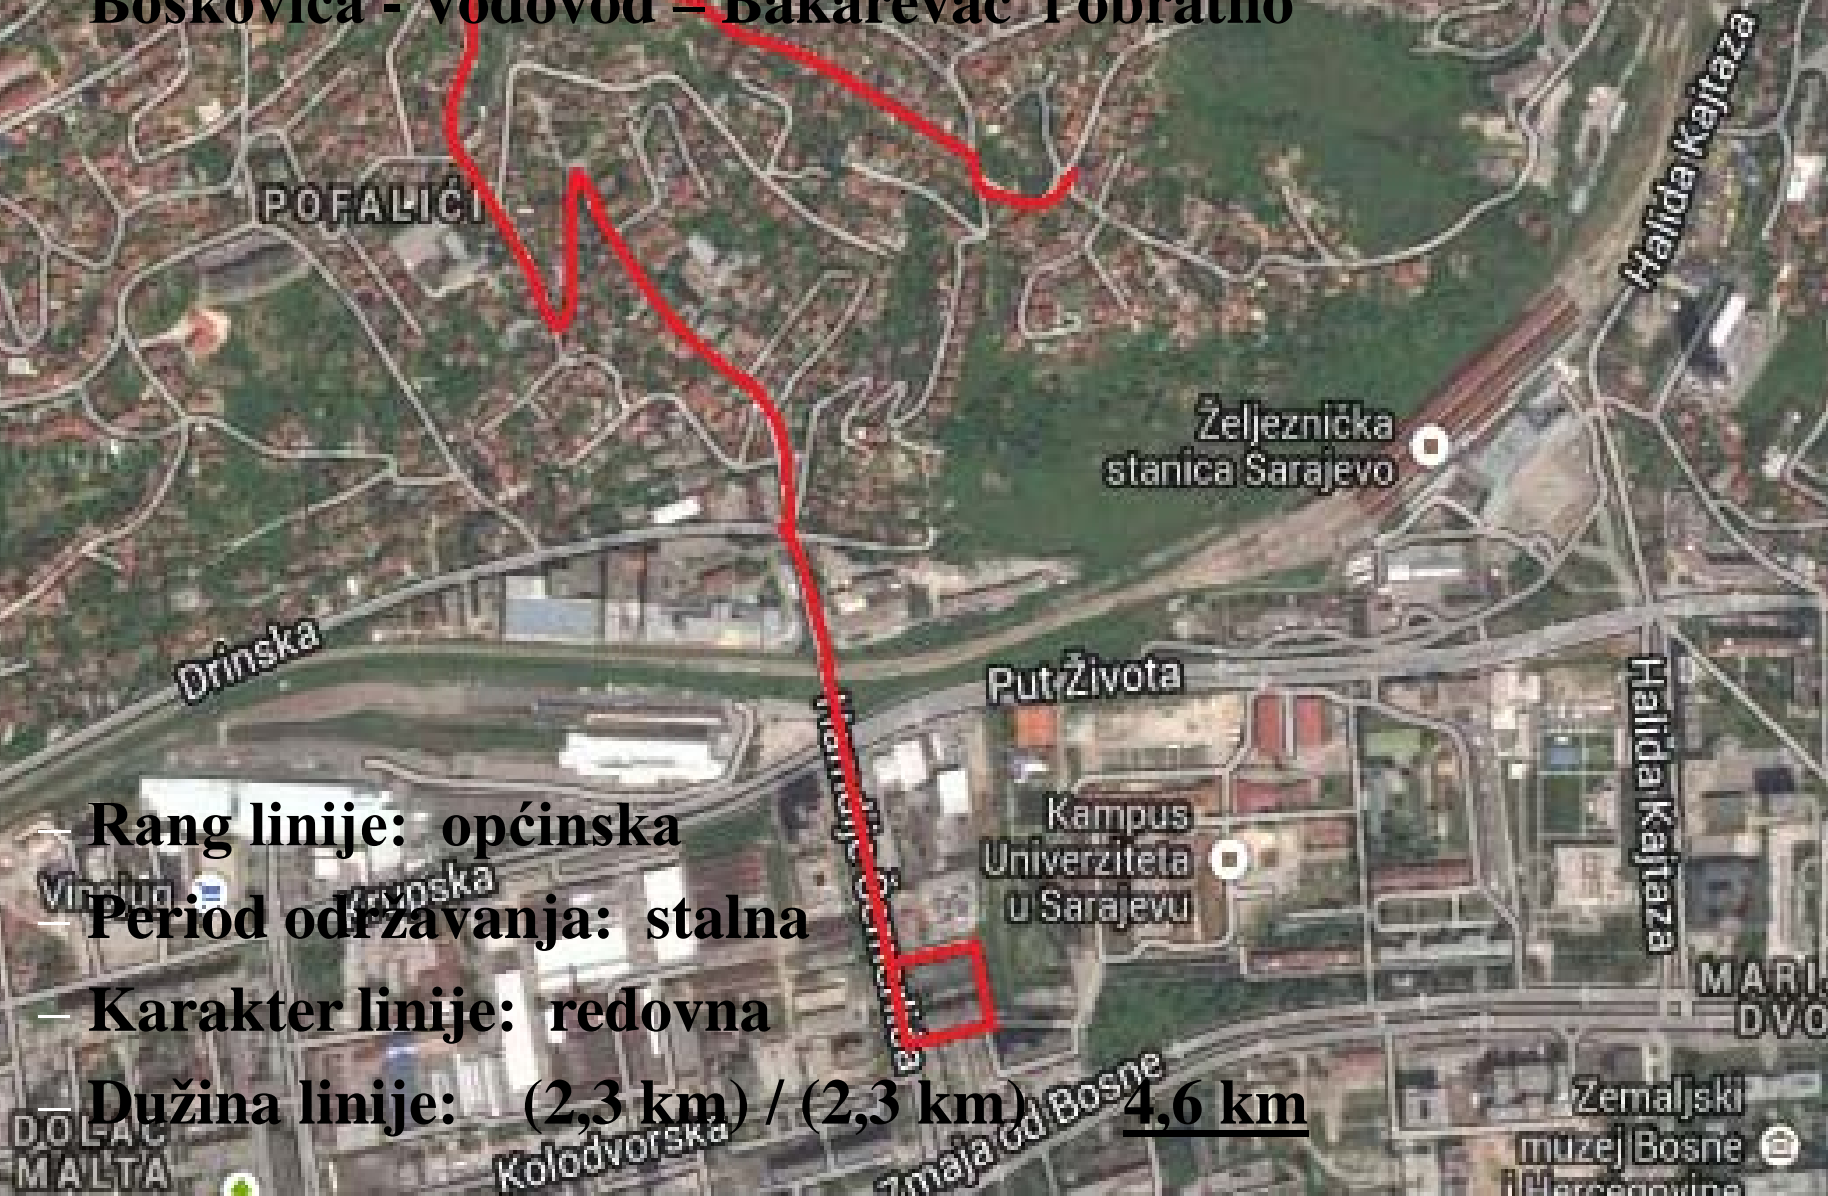 Boškovića - Vodovod – Bakarevac i obratno
Halida Kajtaza
POFALIĆI
Željeznička
stanica Sarajevo
Drinska
Put Života
Halida Kajtaza
– Rang linije: općinska
Kampus
Univerziteta
u Sarajevu
Krupska
– Period održavanja: stalna
– Karakter linije: redovna
– Dužina linije: (2,3 km) / (2,3 km) 4,6 km
DOLAC
MALTA
Kolodvorska
Zmaja od Bosne
Zemaljski
muzej Bosne
i Hercegovine